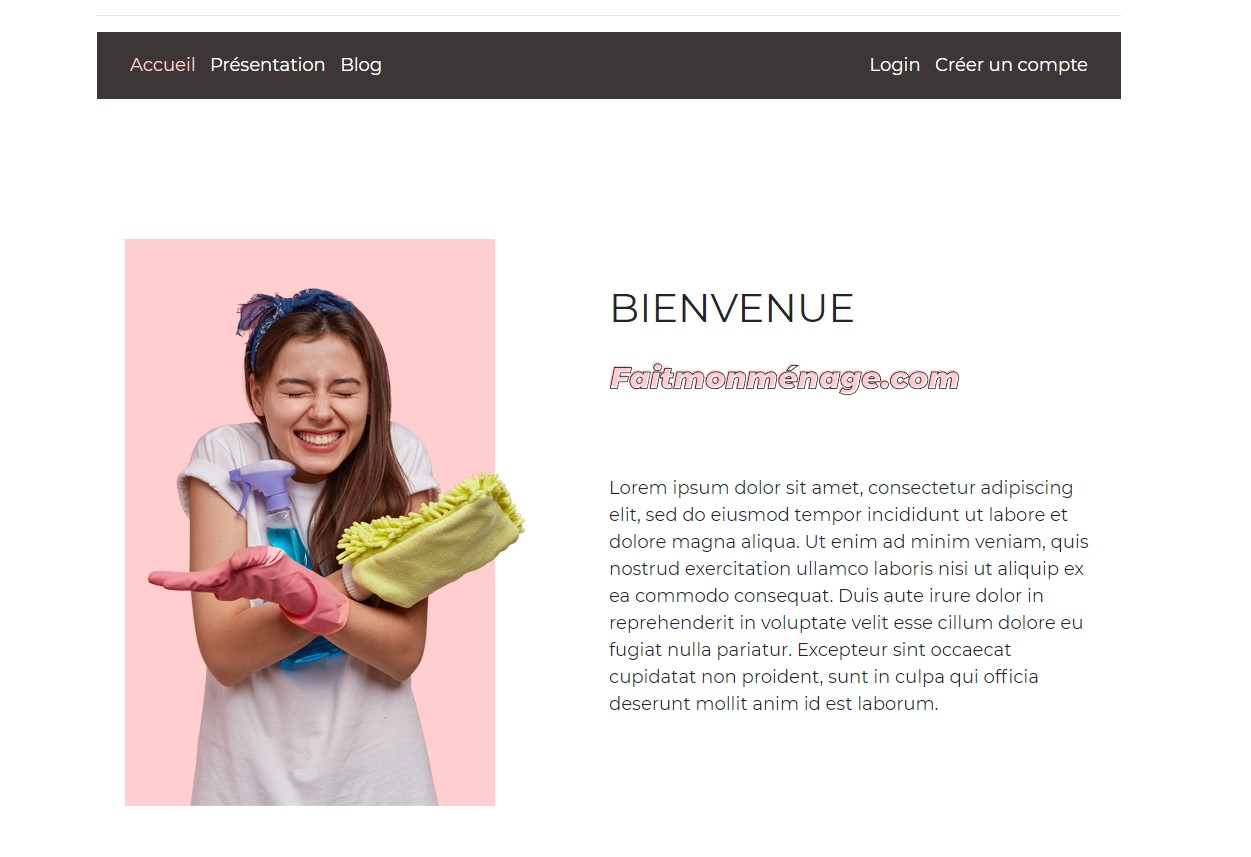 Accueil Présentation Blog Login Créer un compte
BIENVENUE
Faitmonménage.com
Lorem ipsum dolor sit amet, consectetur adipiscing
elit, sed do eiusmod tempor incididunt ut labore et
dolore magna aliqua. Ut enim ad minim veniam, quis
nostrud exercitation ullamco laboris nisi ut aliquip ex
ea commodo consequat. Duis aute irure dolor in
reprehenderit in voluptate velit esse cillum dolore eu
fugiat nulla pariatur. Excepteur sint occaecat
cupidatat non proident, sunt in culpa qui officia
deserunt mollit anim id est laborum.